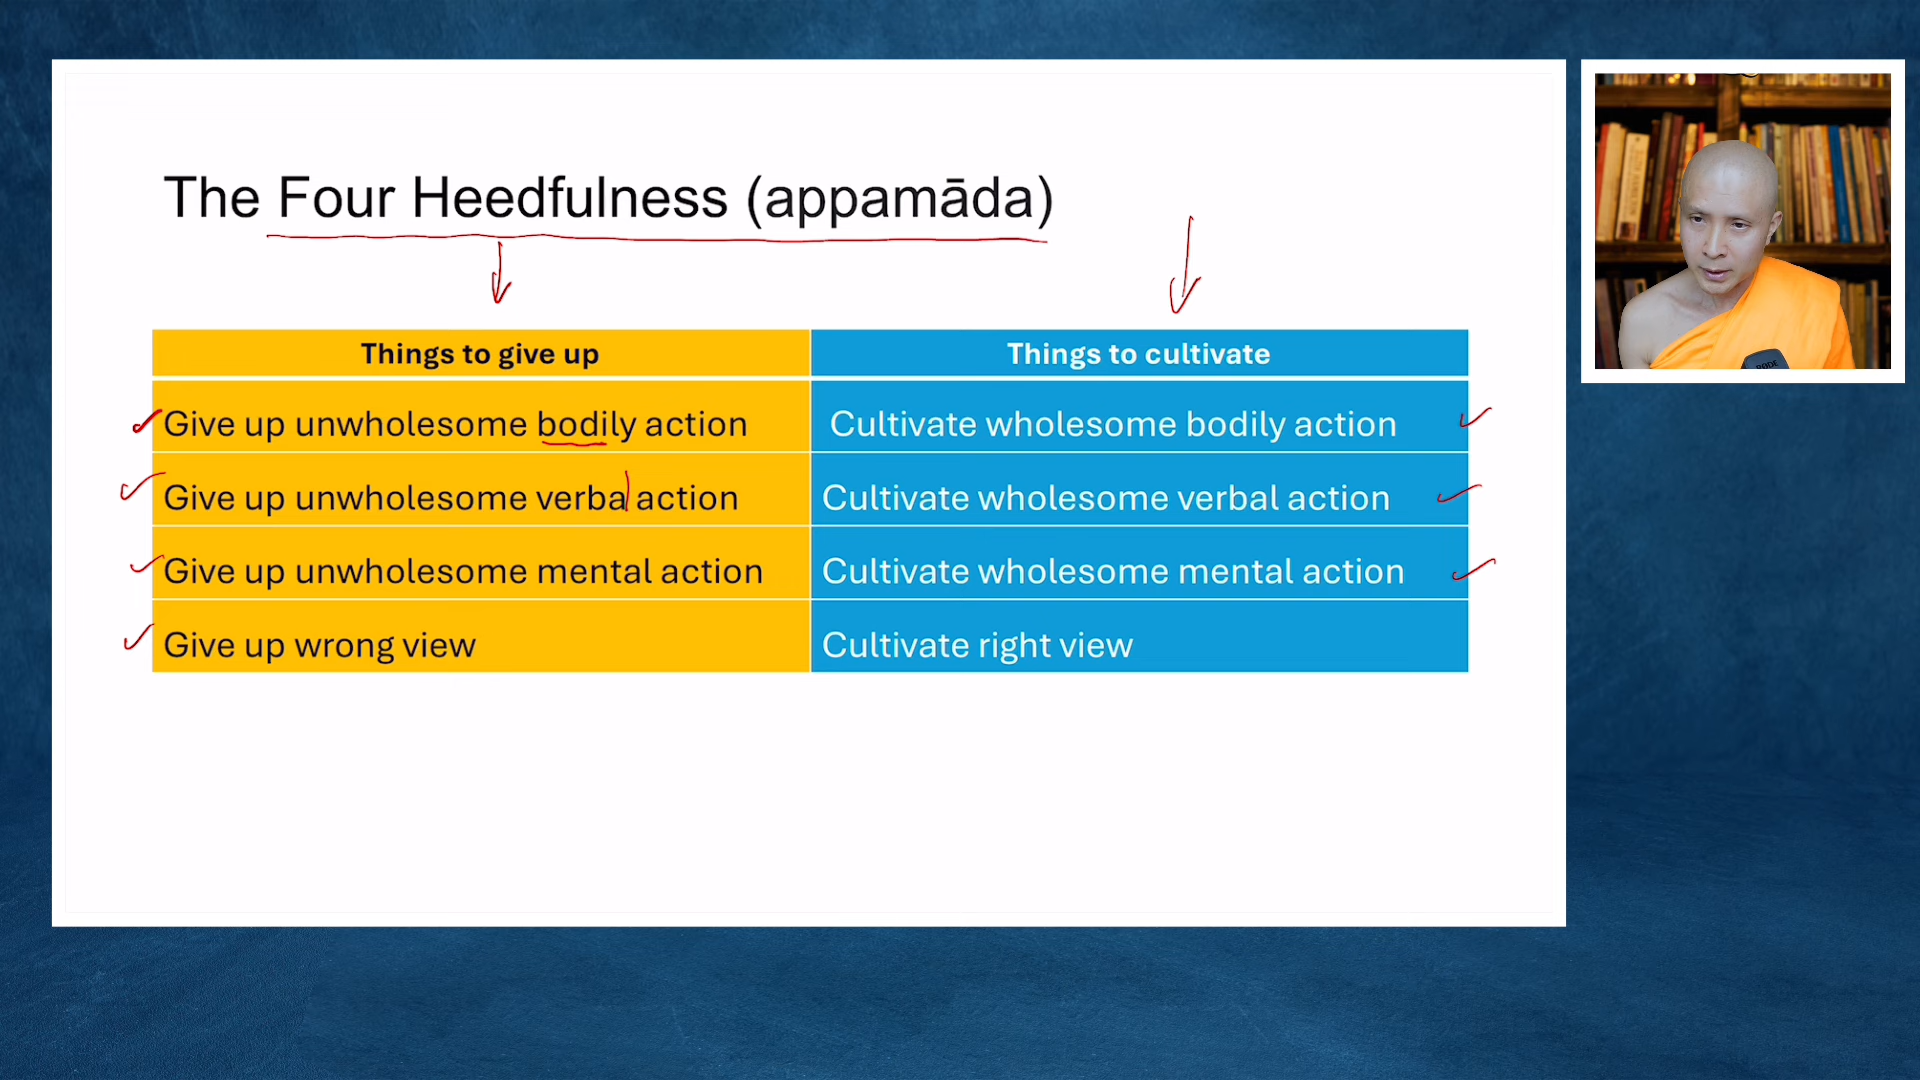 The Four Heedfulness (appamāda)
Things to give up
Things to cultivate
Give up unwholesome bodily action
Cultivate wholesome bodily action
Give up unwholesome verbal action
Cultivate wholesome verbal action
Give up unwholesome mental action
Cultivate wholesome mental action
Give up wrong view
Cultivate right view
RODE